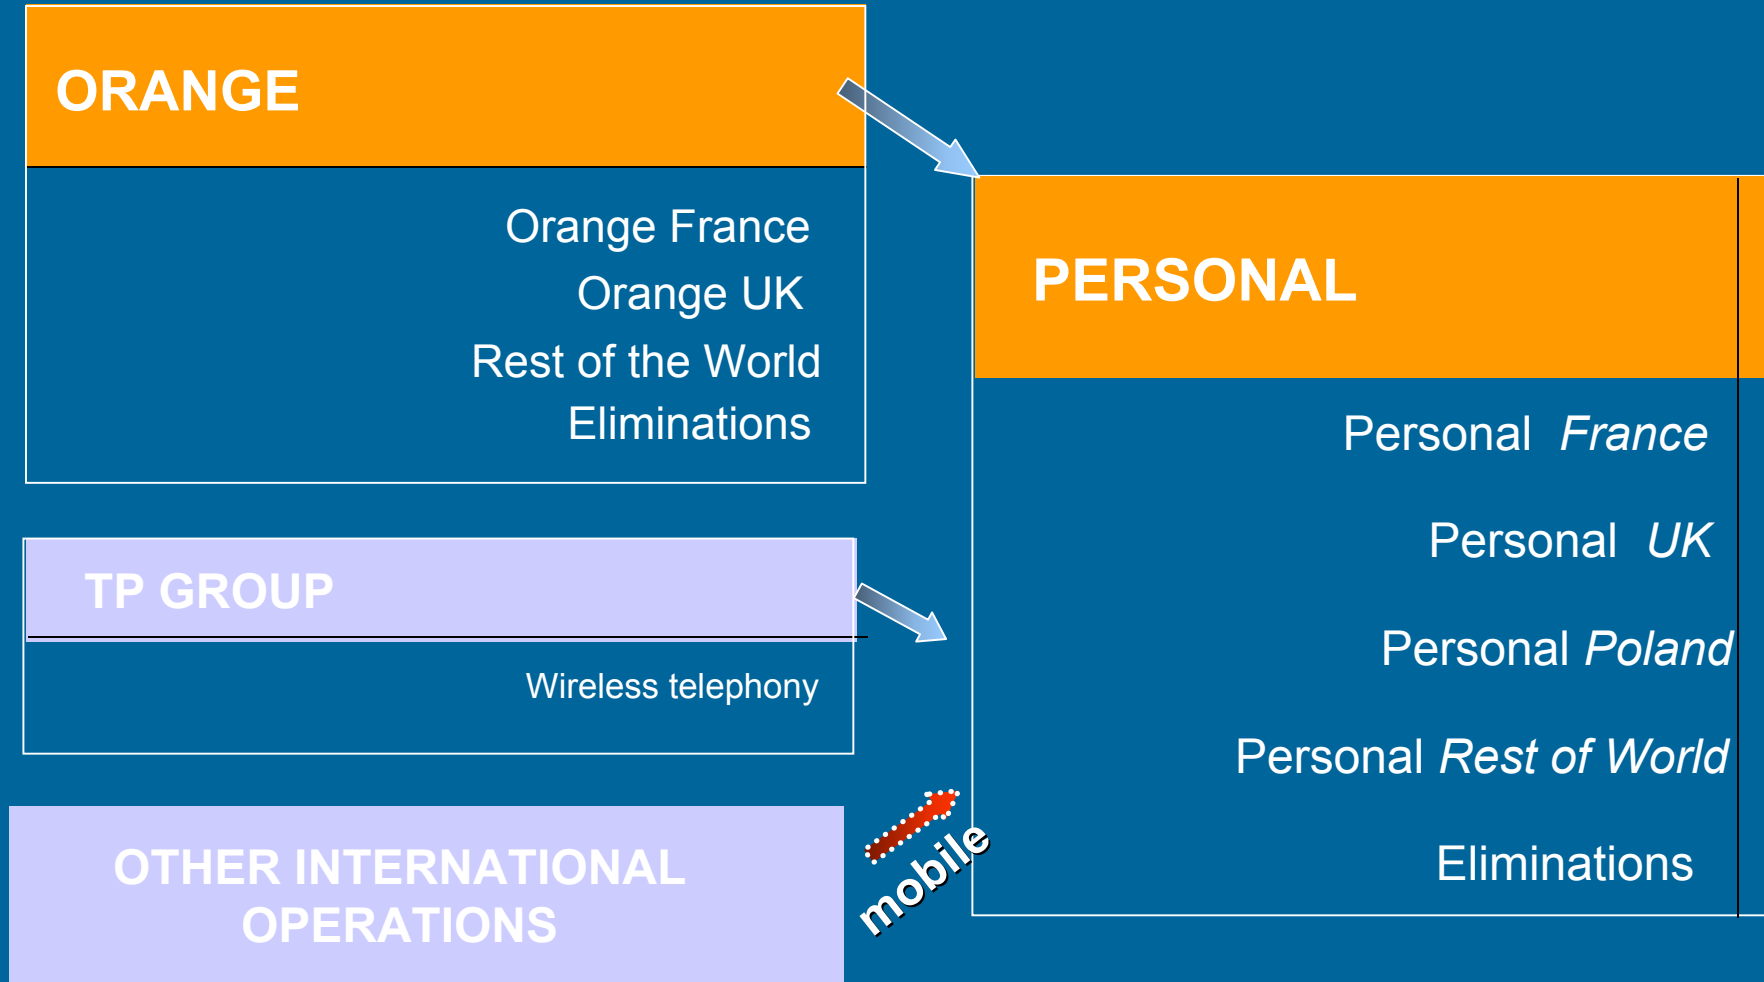 ORANGE
Orange France
Orange UK
Rest of the World
Eliminations
TP GROUP
Wireless telephony
OTHER INTERNATIONAL
OPERATIONS
mobile
PERSONAL
Personal France
Personal UK
Personal Poland
Personal Rest of World
Eliminations